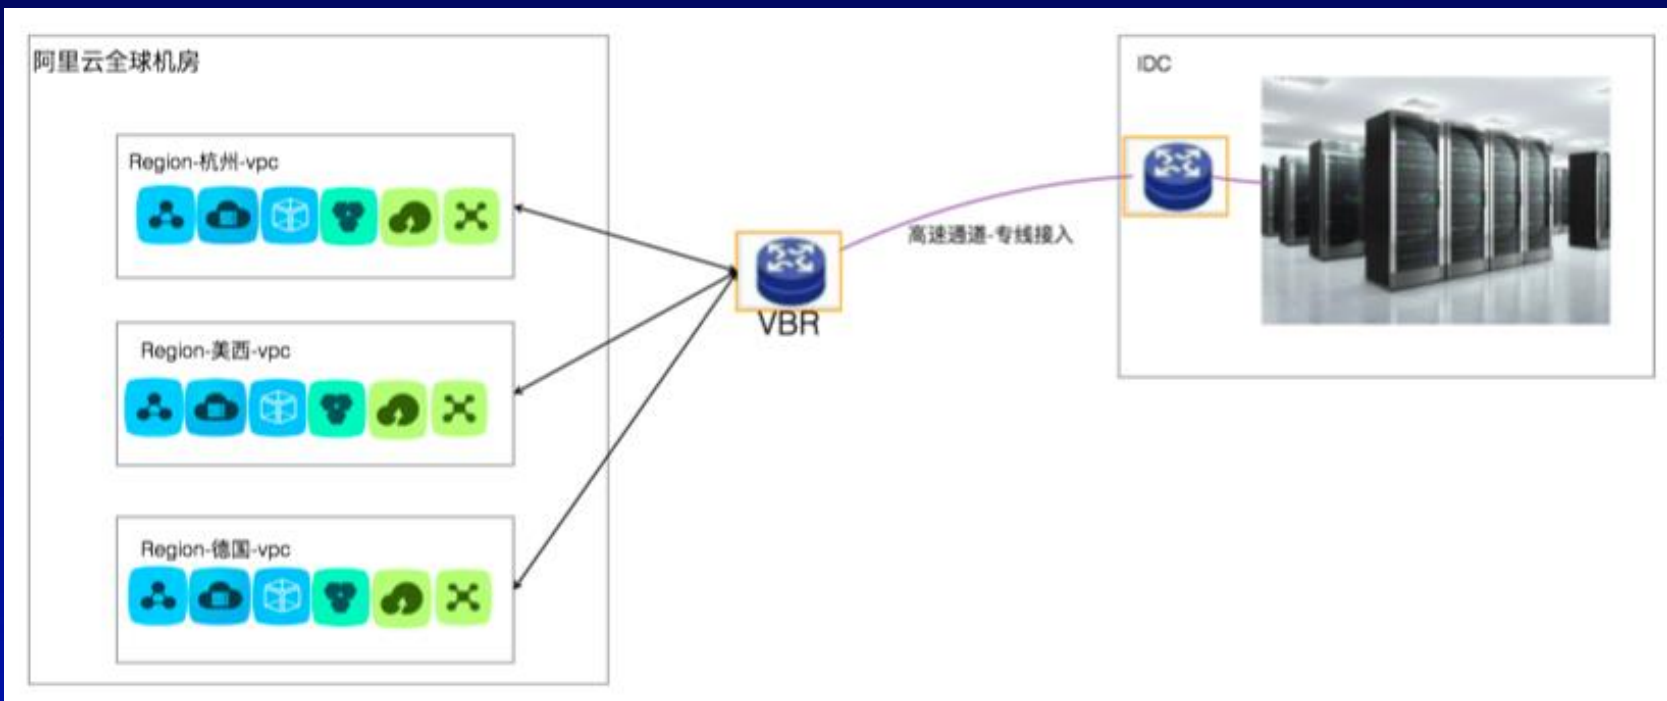 阿里云全球机房
Region-杭州-vpc
Region-美西-vpc
Region-德国-vpc
VBR
高速通道-专线接入
IDC